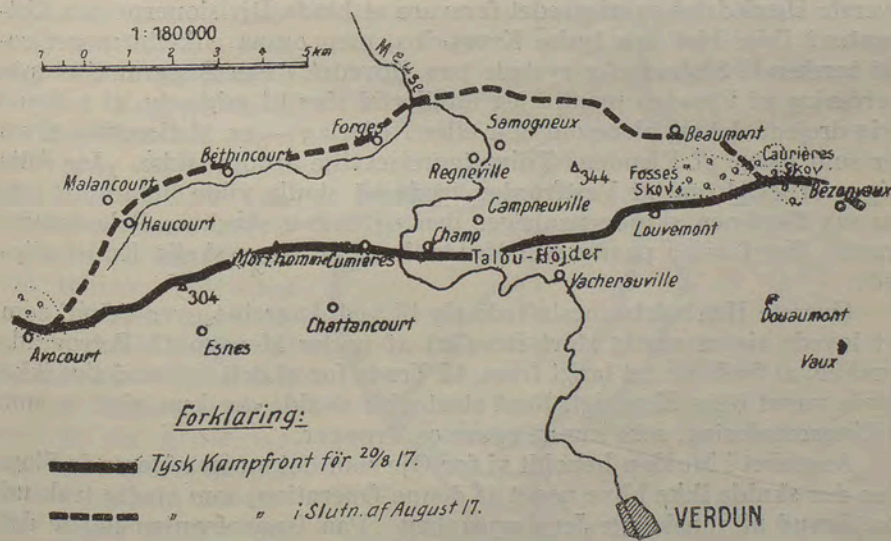 1:180000
1 0 1 2 3 4 5 km
Meuse
Forges
Samogneux
Beaumont
Béthincourt
Regneville
344
Caurières
Skov
Fosses
Skov
Malancourt
Bezonvaux
Haucourt
Campneuville
Louvemont
Champ
Morthomme
Cumières
Talou-Höjder
Vacherauville
304
Chattancourt
Douaumont
Avocourt
Esnes
Vaux
Forklaring:
Tysk Kampfront för 20/8 17.
" " i Slutn. af August 17.
VERDUN